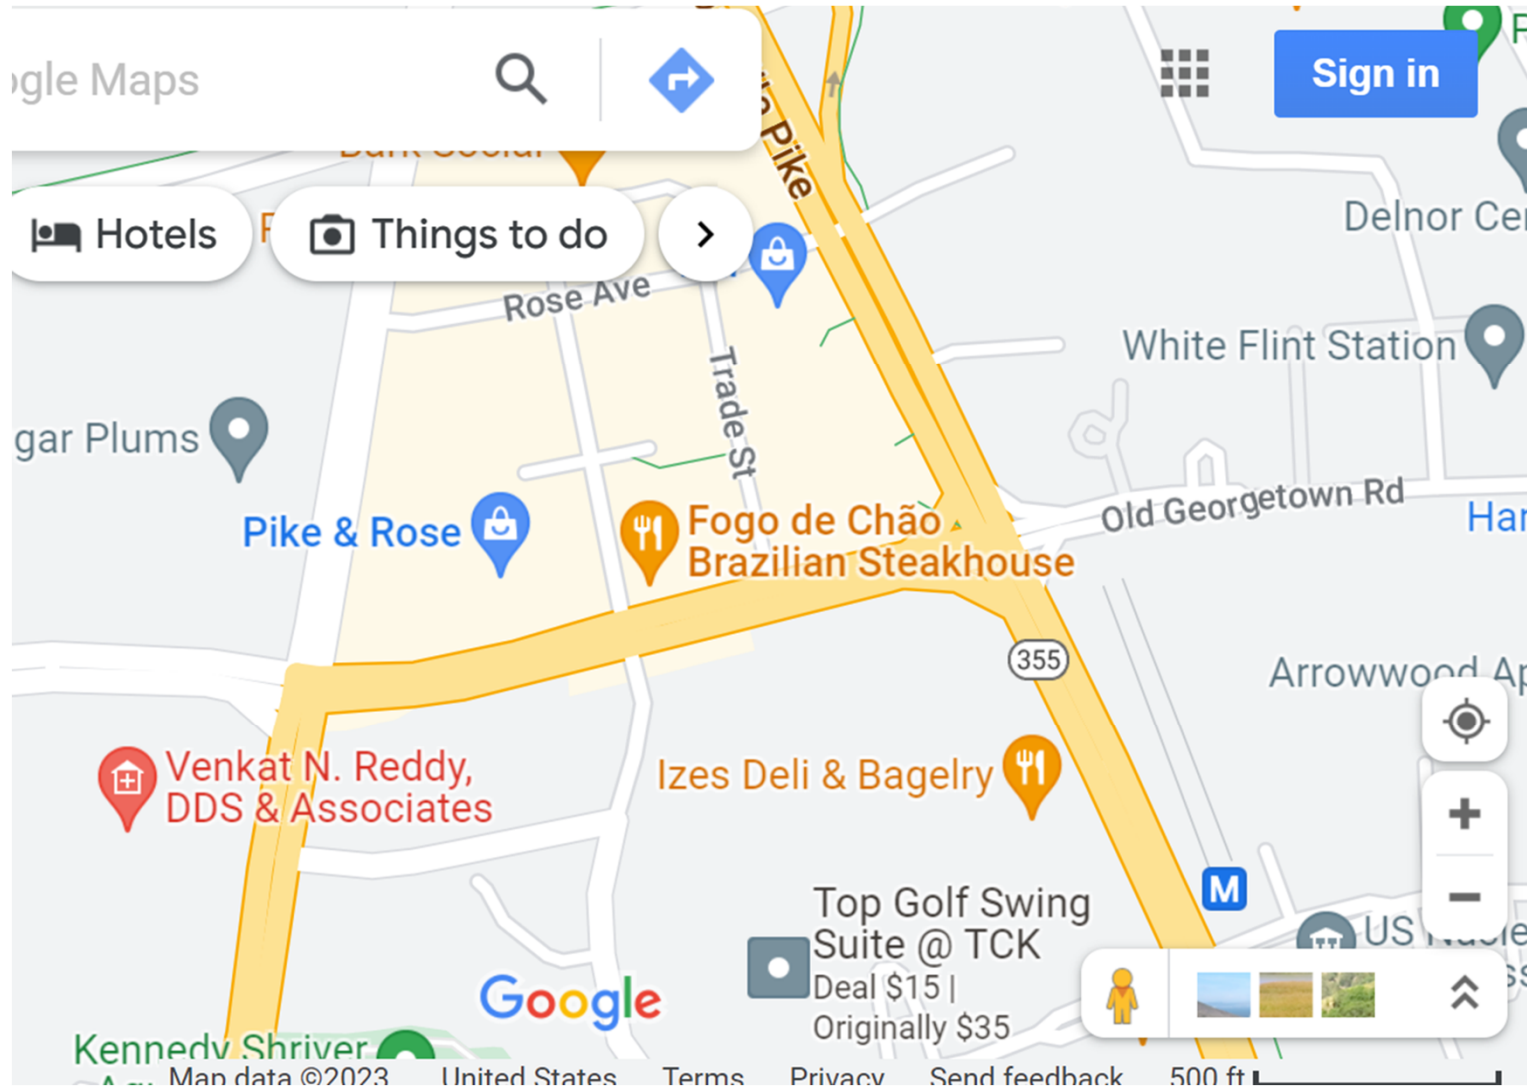 ogle Maps
Sign in
Pike
Hotels
Things to do
Rose Ave
Trade St
Delnor Cer
White Flint Station
gar Plums
Old Georgetown Rd
Har
Pike & Rose
Fogo de Chão
Brazilian Steakhouse
355
Arrowwood Ap
Venkat N. Reddy,
DDS & Associates
Izes Deli & Bagelry
M
Top Golf Swing
Suite @ TCK
Deal $15 |
Originally $35
US
Google
Kennedy Shriver
Map data ©2023
United States
Terms
Privacy
Send feedback
500 ft